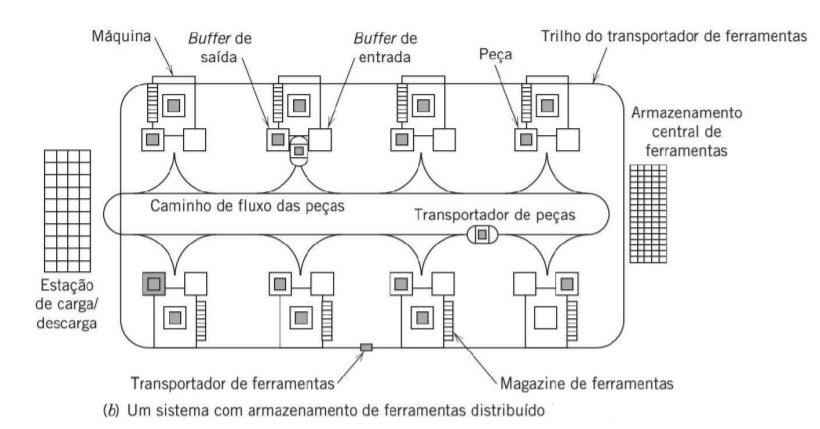 Máquina
Buffer de
saída
Buffer de
entrada
Peça
Trilho do transportador de ferramentas
Armazenamento
central de
ferramentas
Caminho de fluxo das peças
Transportador de peças
Estação
de carga/
descarga
Transportador de ferramentas
Magazine de ferramentas
(b) Um sistema com armazenamento de ferramentas distribuído